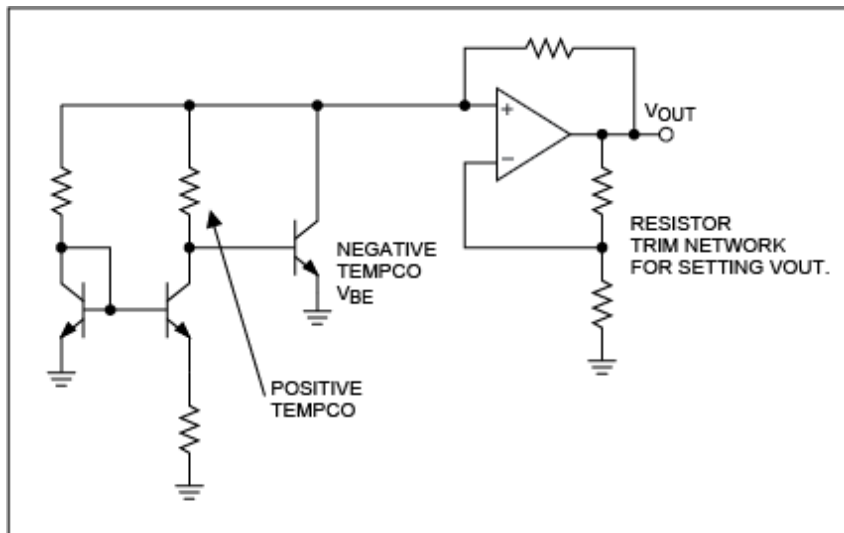 VOUT
+
−
RESISTOR
TRIM NETWORK
FOR SETTING VOUT.
NEGATIVE
TEMPCO
VBE
POSITIVE
TEMPCO